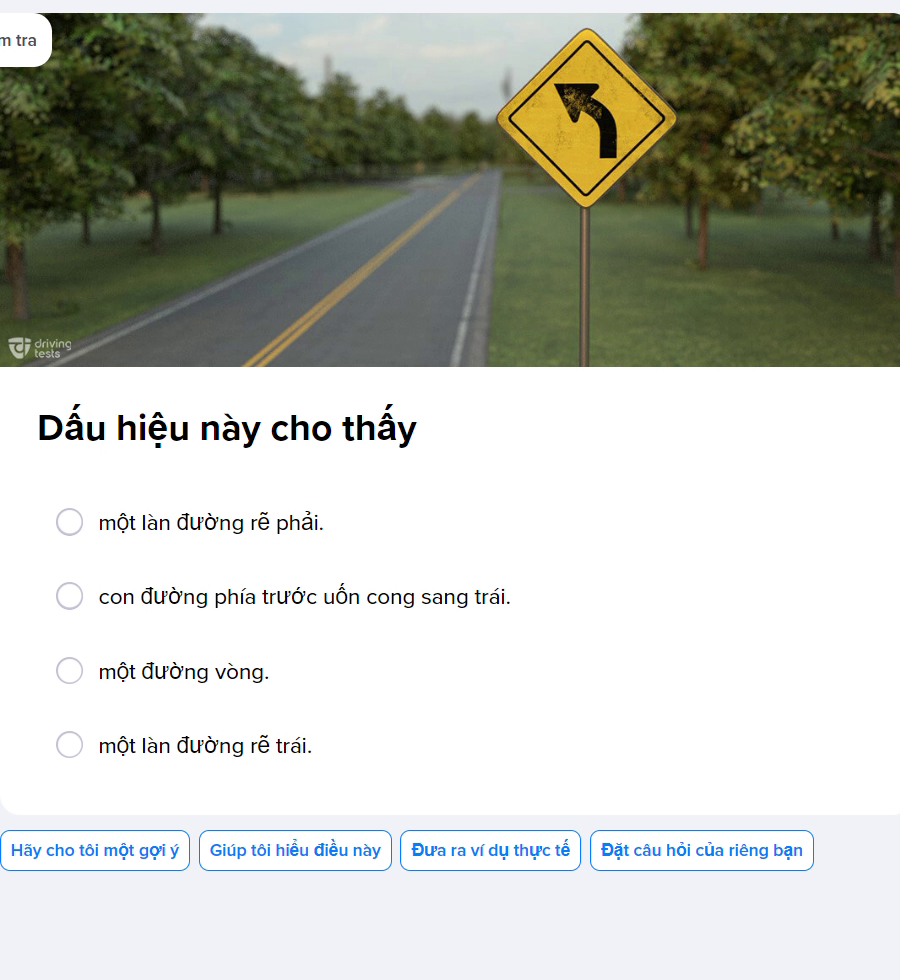 m tra
driving
tests
Dấu hiệu này cho thấy
một làn đường rẽ phải.
con đường phía trước uốn cong sang trái.
một đường vòng.
một làn đường rẽ trái.
Hãy cho tôi một gợi ý Giúp tôi hiểu điều này Đưa ra ví dụ thực tế Đặt câu hỏi của riêng bạn